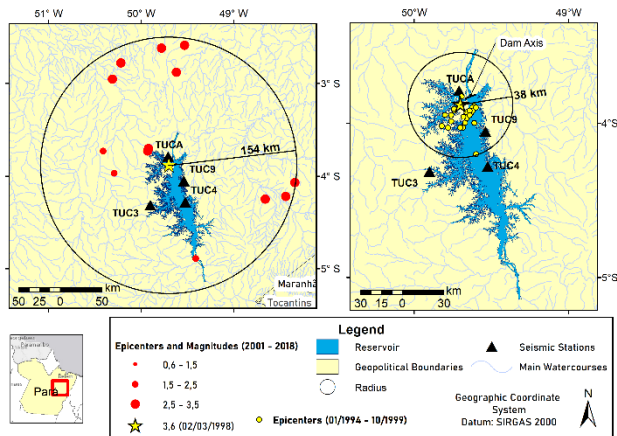 51° W
50° W
49° W
3° S
4° S
5° S
154 km
TUCA
TUC9
TUC4
TUC3
km
50 25 0 50
Maranhã
Tocantins
50° W
49° W
Dam Axis
TUCA
38 km
TUC9
TUC4
TUC3
4° S
5° S
km
30 15 0 30
Pará
Legend
Epicenters and Magnitudes (2001 - 2018)
0,6 - 1,5
1,5 - 2,5
2,5 - 3,5
3,6 (02/03/1998)
Reservoir
Geopolitical Boundaries
Radius
Epicenters (01/1994 - 10/1999)
Seismic Stations
Main Watercourses
Geographic Coordinate
System
Datum: SIRGAS 2000
N